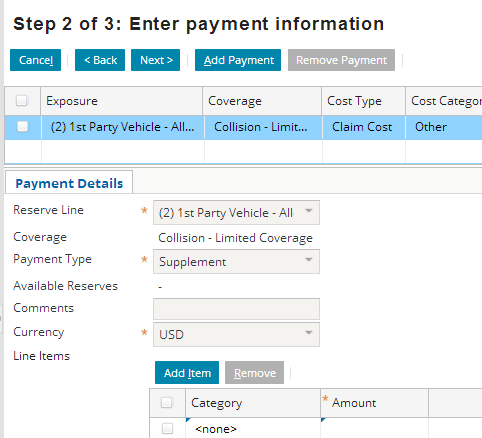 Step 2 of 3: Enter payment information
Cancel < Back Next > Add Payment Remove Payment
Exposure Coverage Cost Type Cost Categor
(2) 1st Party Vehicle - All... Collision - Limit... Claim Cost Other
Payment Details
Reserve Line * (2) 1st Party Vehicle - All
Coverage Collision - Limited Coverage
Payment Type * Supplement
Available Reserves -
Comments
Currency * USD
Line Items
Add Item Remove
Category * Amount
<none>